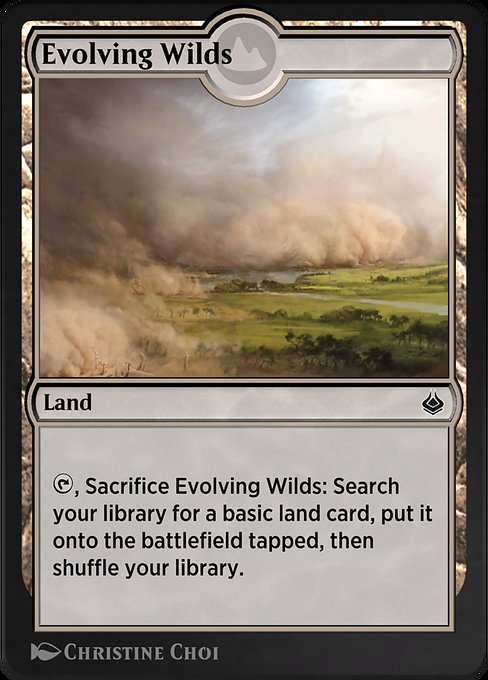 Evolving Wilds
Land
, Sacrifice Evolving Wilds: Search
your library for a basic land card, put it
onto the battlefield tapped, then
shuffle your library.
Christine Choi